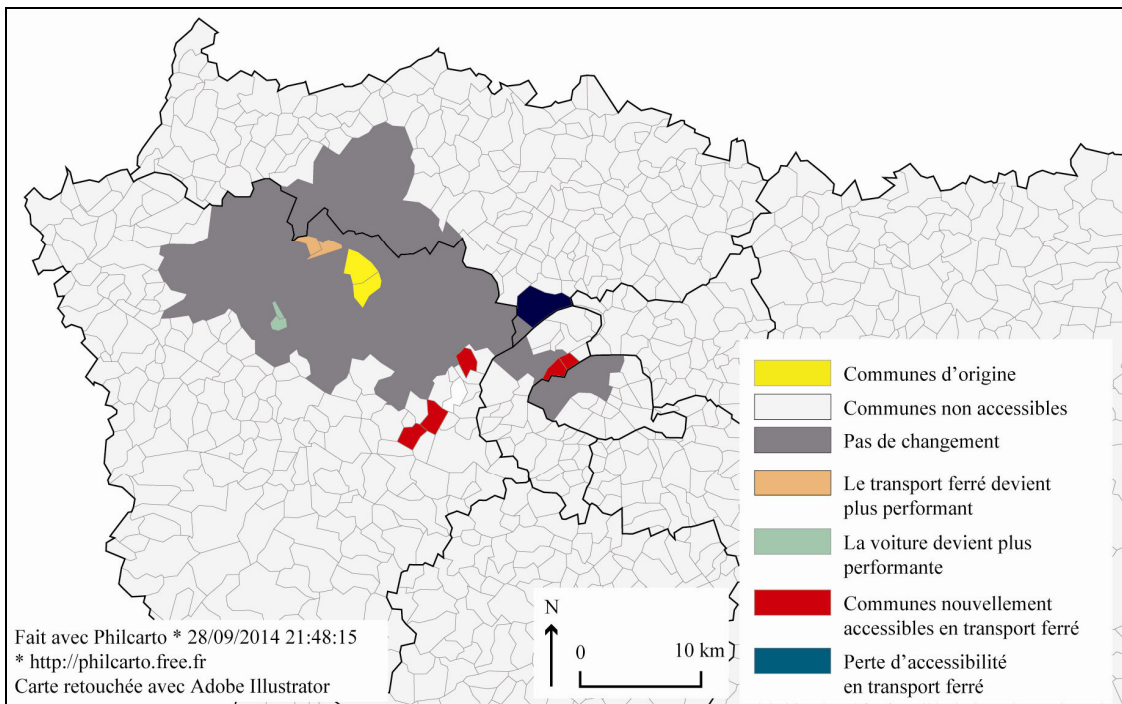 Communes d'origine
Communes non accessibles
Pas de changement
Le transport ferré devient
plus performant
La voiture devient plus
performante
Communes nouvellement
accessibles en transport ferré
Perte d'accessibilité
en transport ferré
N
0 10 km
Fait avec Philcarto * 28/09/2014 21:48:15
* http://philcarto.free.fr
Carte retouchée avec Adobe Illustrator